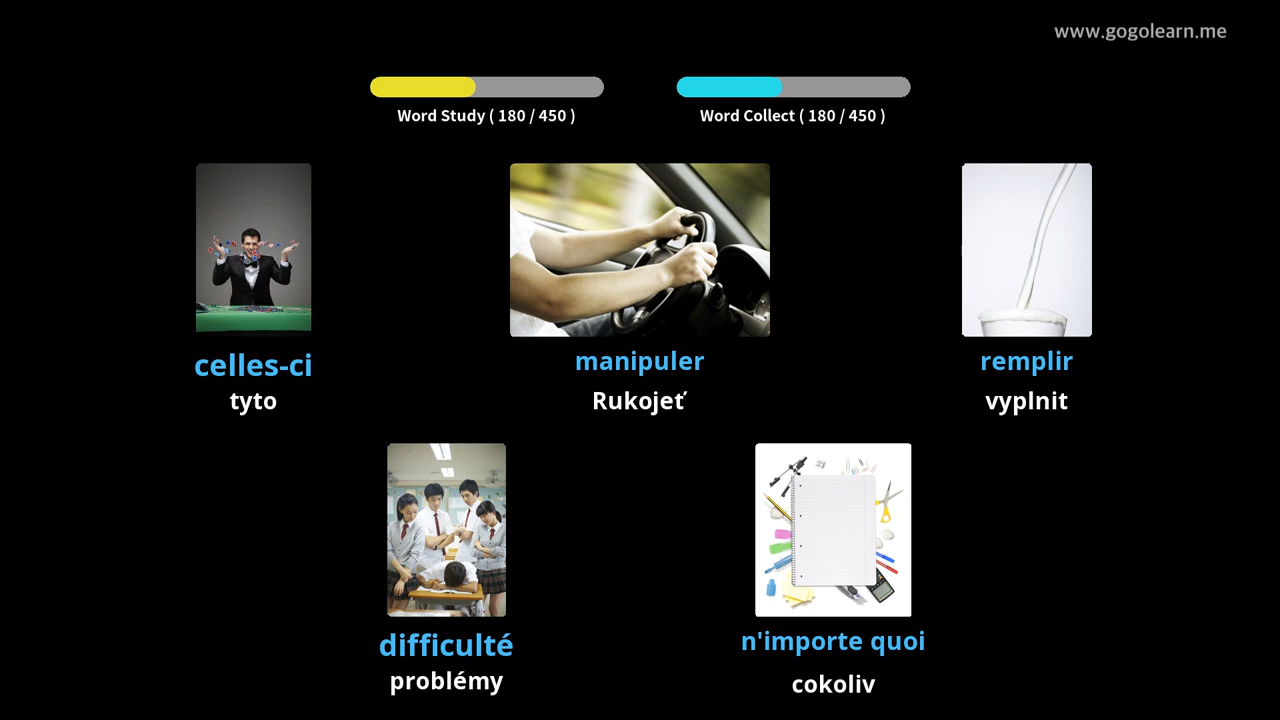 www.gogolearn.me
Word Study ( 180 / 450 )
Word Collect ( 180 / 450 )
celles-ci
tyto
manipuler
Rukojeť
remplir
vyplnit
difficulté
problémy
n'importe quoi
cokoliv